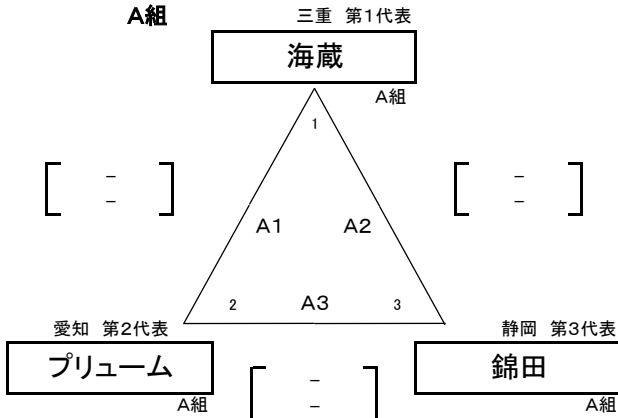 A組
三重 第1代表
海蔵
A組
1
－ －
－ －
A1 A2
2 A3 3
愛知 第2代表 静岡 第3代表
プリューム 錦田
－
A組 － A組